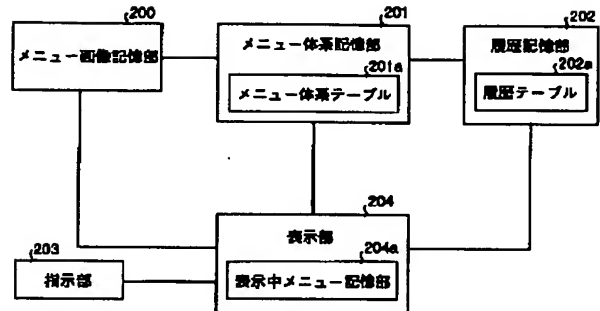 200
メニュー画像記憶部
201
メニュー体系記憶部
201a
メニュー体系テーブル
202
履歴記憶部
202a
履歴テーブル
203
指示部
204
表示部
204a
表示中メニュー記憶部